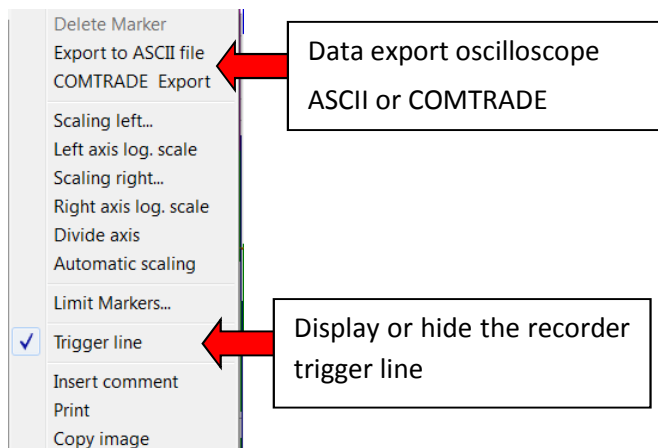 Delete Marker
Export to ASCII file
COMTRADE Export
Data export oscilloscope
ASCII or COMTRADE
Scaling left...
Left axis log. scale
Scaling right...
Right axis log. scale
Divide axis
Automatic scaling
Limit Markers...
Trigger line
Display or hide the recorder
trigger line
Insert comment
Print
Copy image